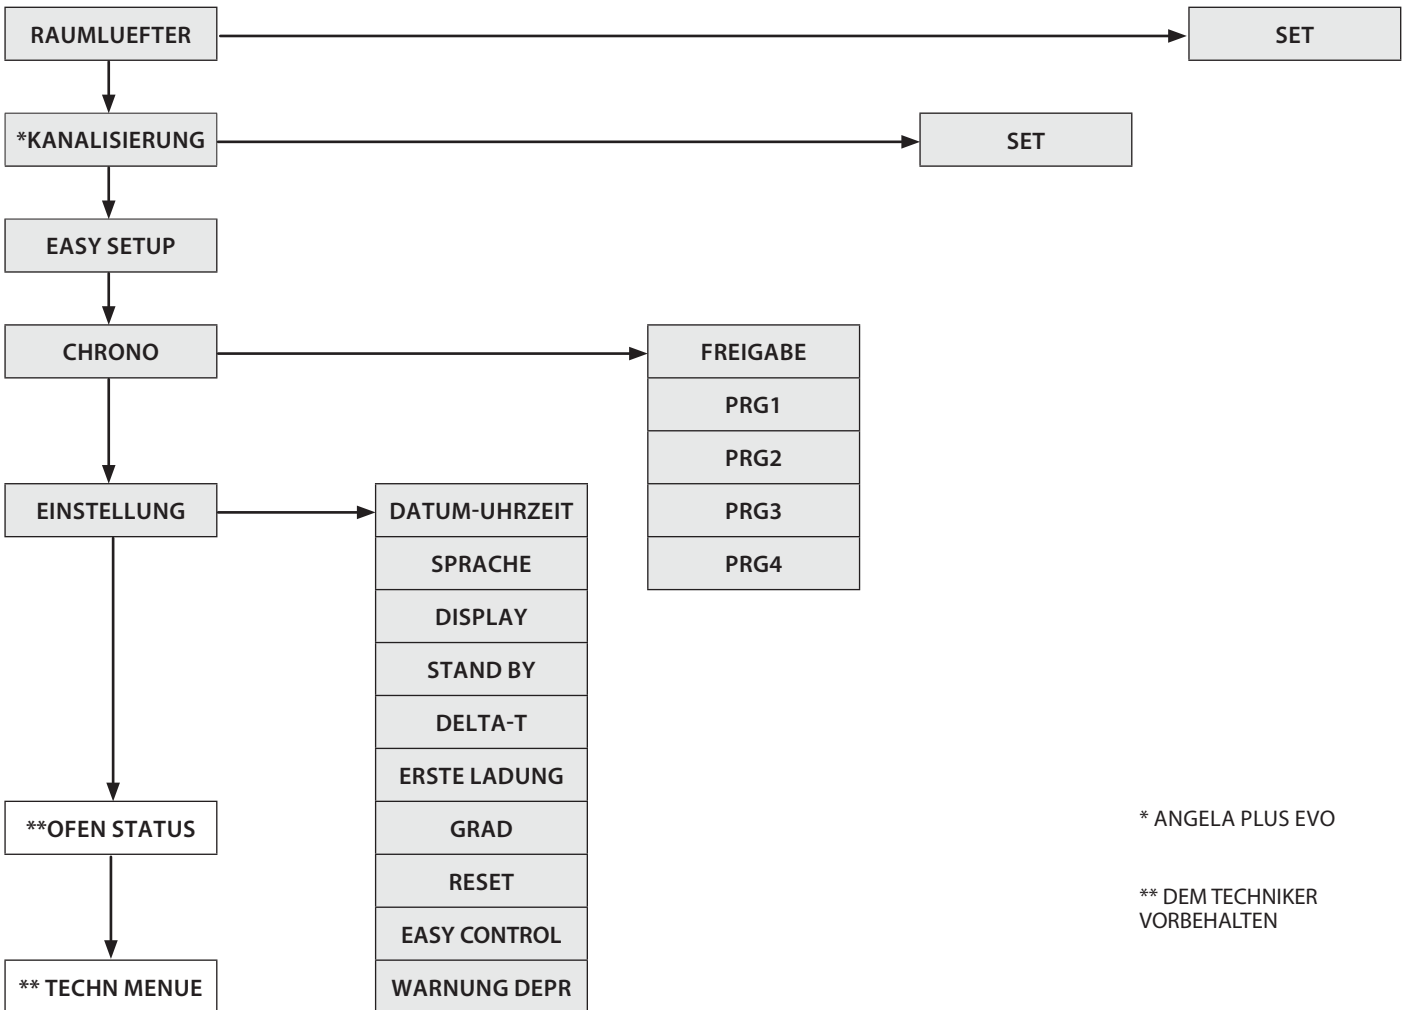 RAUMLUEFTER
SET
*KANALISIERUNG
SET
EASY SETUP
CHRONO
FREIGABE
PRG1
PRG2
PRG3
PRG4
EINSTELLUNG
DATUM-UHRZEIT
SPRACHE
DISPLAY
STAND BY
DELTA-T
ERSTE LADUNG
GRAD
RESET
EASY CONTROL
WARNUNG DEPR
**OFEN STATUS
** TECHN MENUE
* ANGELA PLUS EVO
** DEM TECHNIKER
VORBEHALTEN